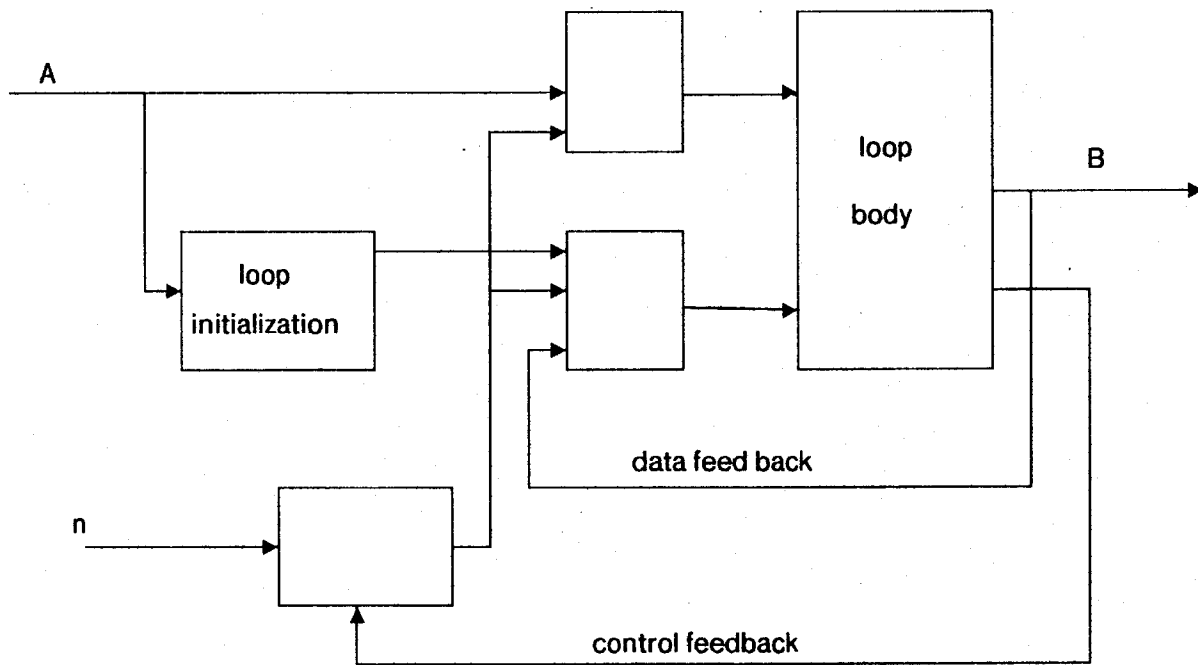 A
loop
body
B
loop
initialization
data feed back
n
control feedback